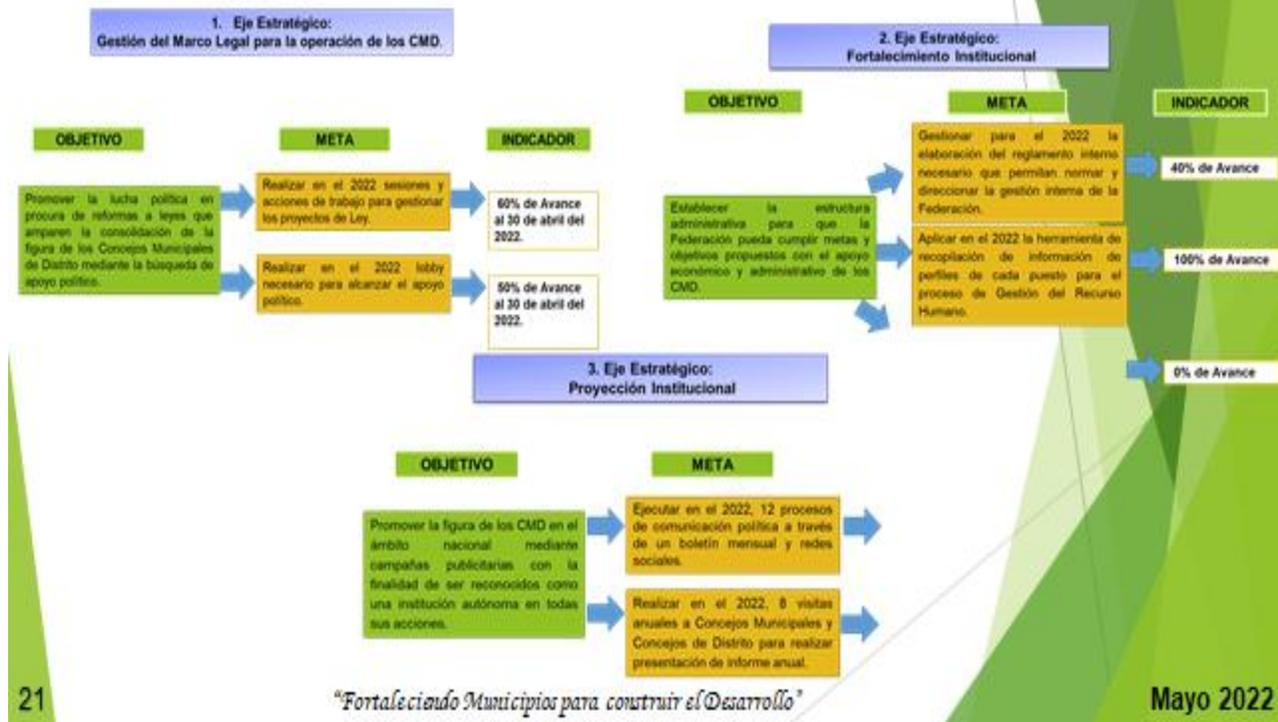 1. Eje Estratégico:
Gestión del Marco Legal para la operación de los CMD.
OBJETIVO
META
INDICADOR
Promover la lucha política en
procura de reformas a leyes que
amparen la consolidación de la
figura de los Concejos Municipales
de Distrito mediante la búsqueda de
apoyo político.
Realizar en el 2022 sesiones y
acciones de trabajo para gestionar
los proyectos de Ley.
60% de Avance
al 30 de abril del
2022.
Realizar en el 2022 lobby
necesario para alcanzar el apoyo
político.
50% de Avance
al 30 de abril del
2022.
2. Eje Estratégico:
Fortalecimiento Institucional
OBJETIVO
META
INDICADOR
Establecer la estructura
administrativa para que la
Federación pueda cumplir metas y
objetivos propuestos con el apoyo
económico y administrativo de los
CMD.
Gestionar para el 2022 la
elaboración del reglamento interno
necesario que permitan normar y
direccionar la gestión interna de la
Federación.
40% de Avance
Aplicar en el 2022 la herramienta de
recopilación de información de
perfiles de cada puesto para el
proceso de Gestión del Recurso
Humano.
100% de Avance
0% de Avance
3. Eje Estratégico:
Proyección Institucional
OBJETIVO
META
Promover la figura de los CMD en el
ámbito nacional mediante
campañas publicitarias con la
finalidad de ser reconocidos como
una institución autónoma en todas
sus acciones.
Ejecutar en el 2022, 12 procesos
de comunicación política a través
de un boletín mensual y redes
sociales.
Realizar en el 2022, 8 visitas
anuales a Concejos Municipales y
Concejos de Distrito para realizar
presentación de informe anual.
21
"Fortaleciendo Municipios para construir el Desarrollo"
Mayo 2022